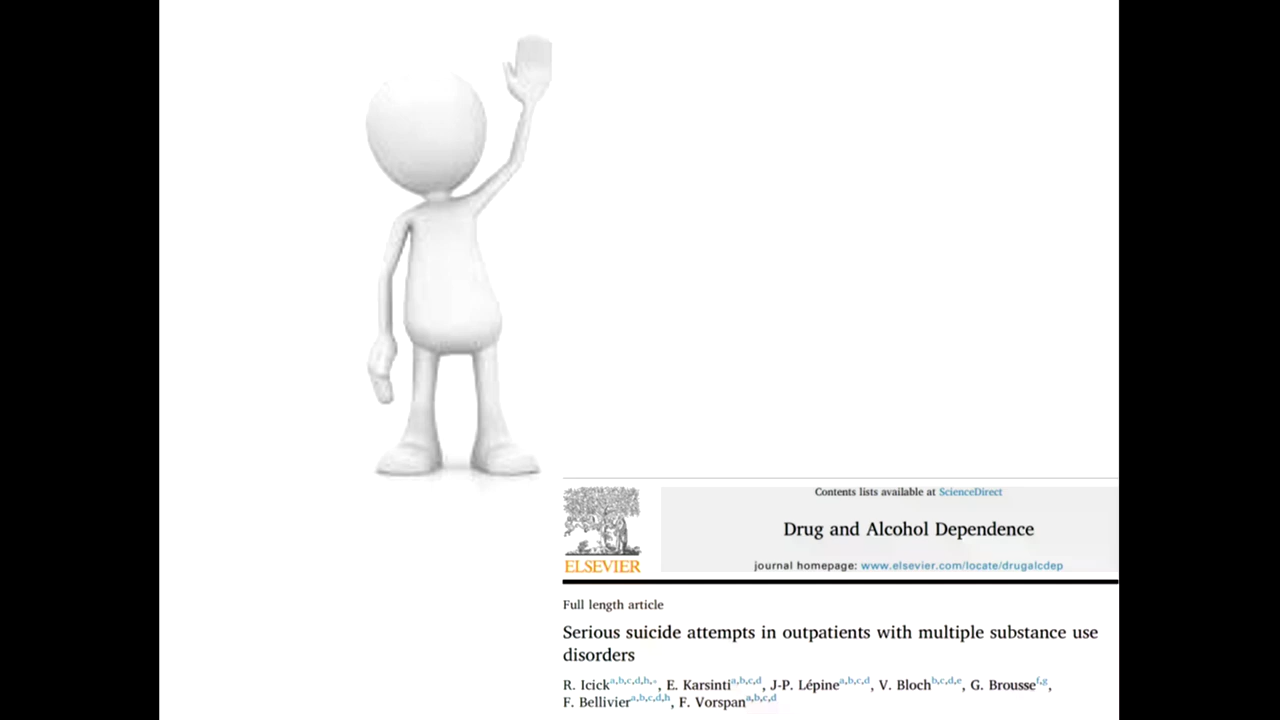 Contents lists available at ScienceDirect
Drug and Alcohol Dependence
ELSEVIER
journal homepage: www.elsevier.com/locate/drugalcdep
Full length article
Serious suicide attempts in outpatients with multiple substance use
disorders
R. Icick a,b,c,d,h,*, E. Karsinti a,b,c,d, J-P. Lépine a,b,c,d, V. Bloch b,c,d,e, G. Brousse f,g,
F. Bellivier a,b,c,d,h, F. Vorspan a,b,c,d